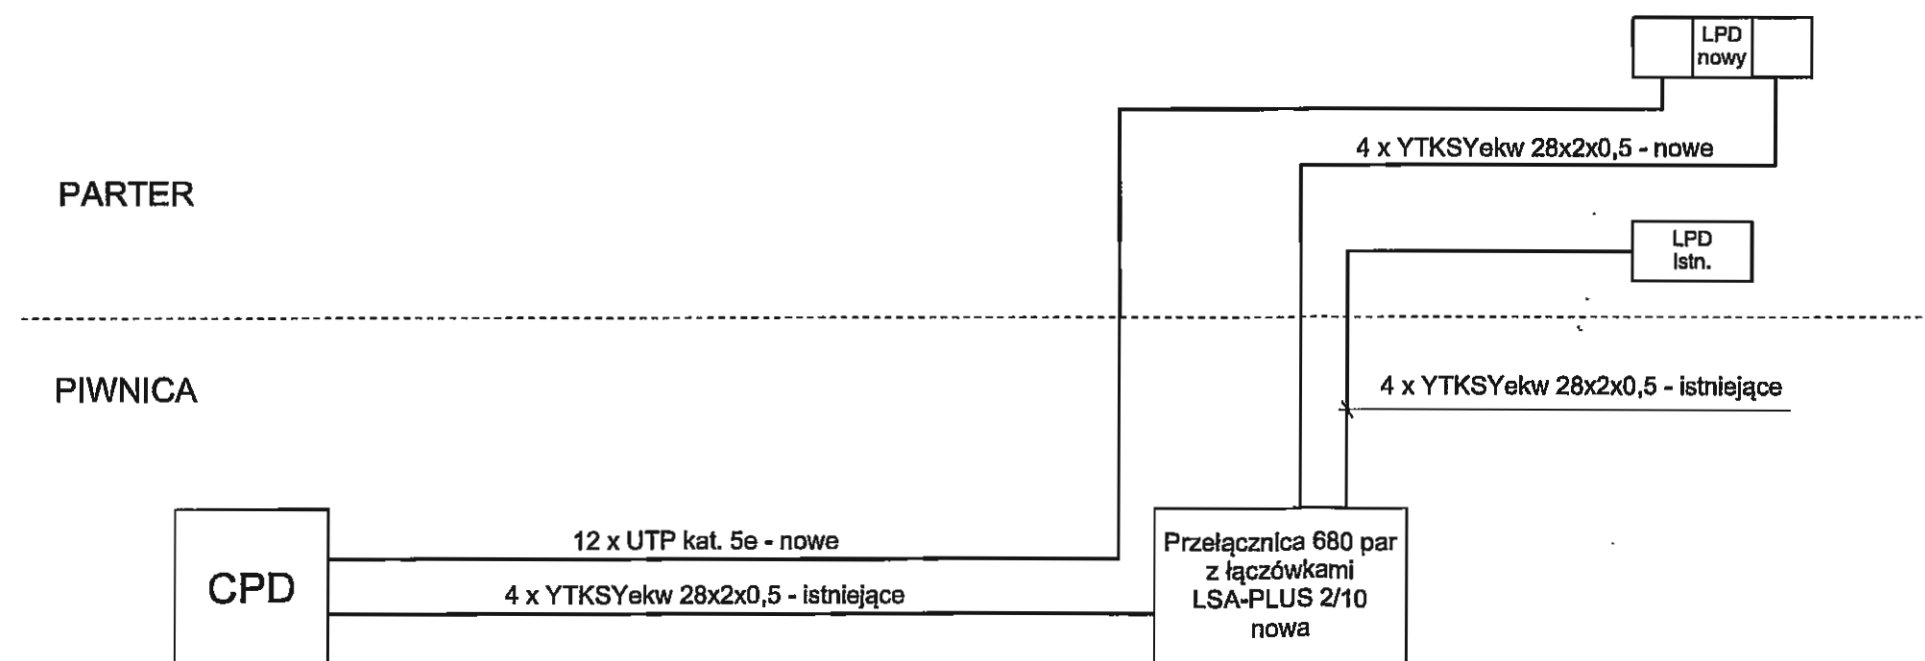 LPD
nowy
4 x YTKSYekw 28x2x0,5 - nowe
PARTER
LPD
Istn.
PIWNICA
4 x YTKSYekw 28x2x0,5 - istniejące
12 x UTP kat. 5e - nowe
CPD
4 x YTKSYekw 28x2x0,5 - istniejące
Przełącznica 680 par
z łączówkami
LSA-PLUS 2/10
nowa